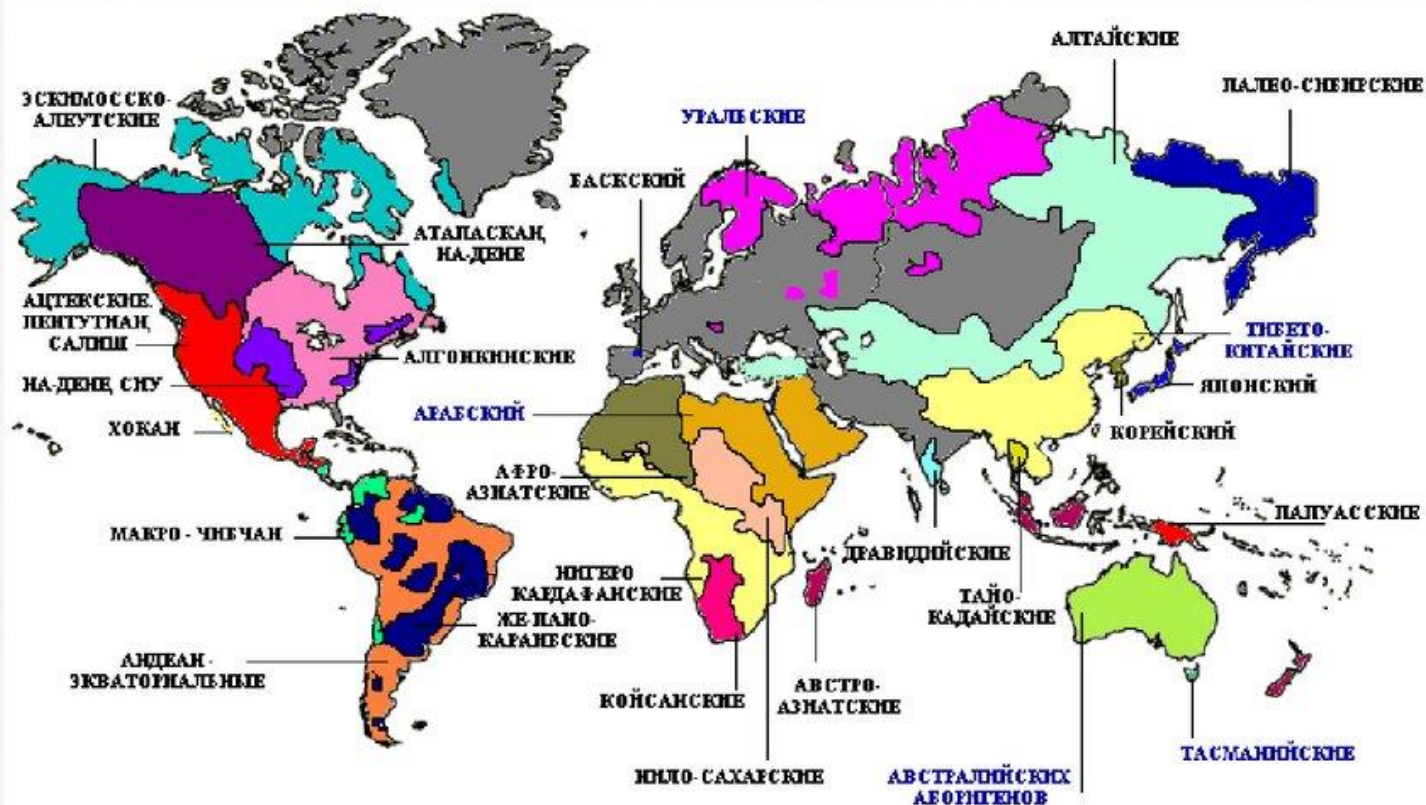 АЛТАЙСКИЕ
ЭСКИМОССКО-
АЛЕУТСКИЕ
УРАЛЬСКИЕ
ПАЛЕО-СИБИРСКИЕ
БАСКСКИЙ
АТАПАСКАН,
НА-ДЕНЕ
АЦТЕКСКИЕ,
ПЕНТУТИАН,
САЛИШ
АЛГОНКИНСКИЕ
ТИБЕТО-
КИТАЙСКИЕ
НА-ДЕНЕ, СИУ
ЯПОНСКИЙ
АРАБСКИЙ
ХОКАН
КОРЕЙСКИЙ
АФРО-
АЗИАТСКИЕ
ПАПУАССКИЕ
МАКРО - ЧИБЧАН
ДРАВИДИЙСКИЕ
НИГЕРО
КАРДАФАНСКИЕ
ТАЙО-
КАДАЙСКИЕ
ЖЕ-ПАНО-
КАРАИБСКИЕ
АНДЕАН -
ЭКВАТОРИАЛЬНЫЕ
КОЙСАНСКИЕ
АВСТРО-
АЗИАТСКИЕ
ТАСМАНИЙСКИЕ
НИЛО-САХАРСКИЕ
АВСТРАЛИЙСКИХ
АБОРИГЕНОВ